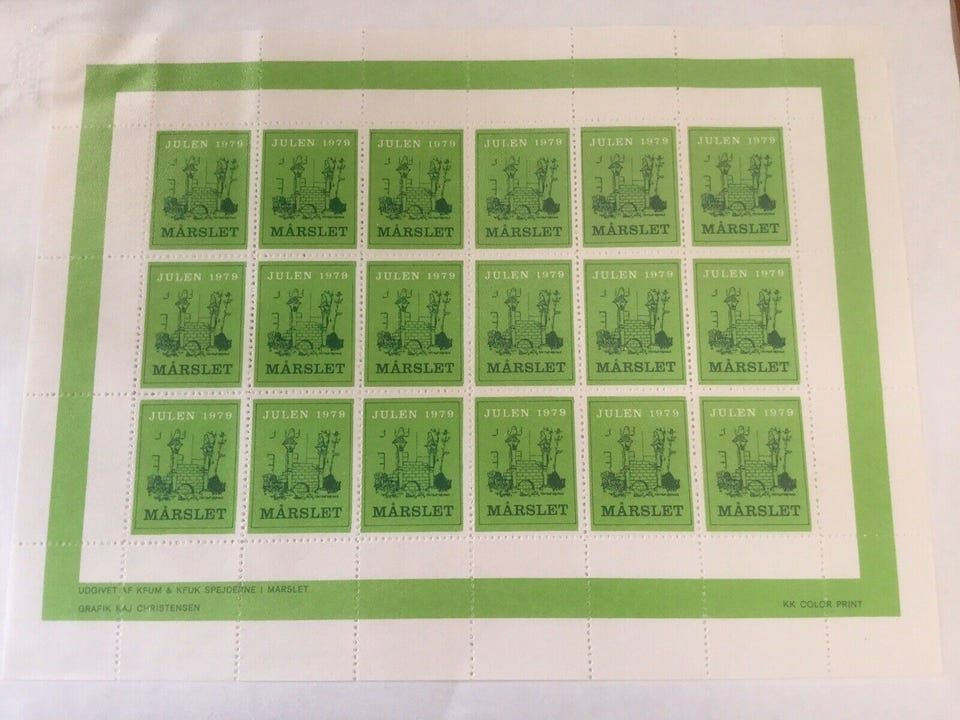 JULEN 1979 JULEN 1979 JULEN 1979 JULEN 1979 JULEN 1979 JULEN 1979
MÅRSLET MÅRSLET MÅRSLET MÅRSLET MÅRSLET MÅRSLET
JULEN 1979 JULEN 1979 JULEN 1979 JULEN 1979 JULEN 1979 JULEN 1979
MÅRSLET MÅRSLET MÅRSLET MÅRSLET MÅRSLET MÅRSLET
JULEN 1979 JULEN 1979 JULEN 1979 JULEN 1979 JULEN 1979 JULEN 1979
MÅRSLET MÅRSLET MÅRSLET MÅRSLET MÅRSLET MÅRSLET
UDGIVET AF KFUM & KFUK SPEJDERNE I MÅRSLET
GRAFIK KAJ CHRISTENSEN KK COLOR PRINT